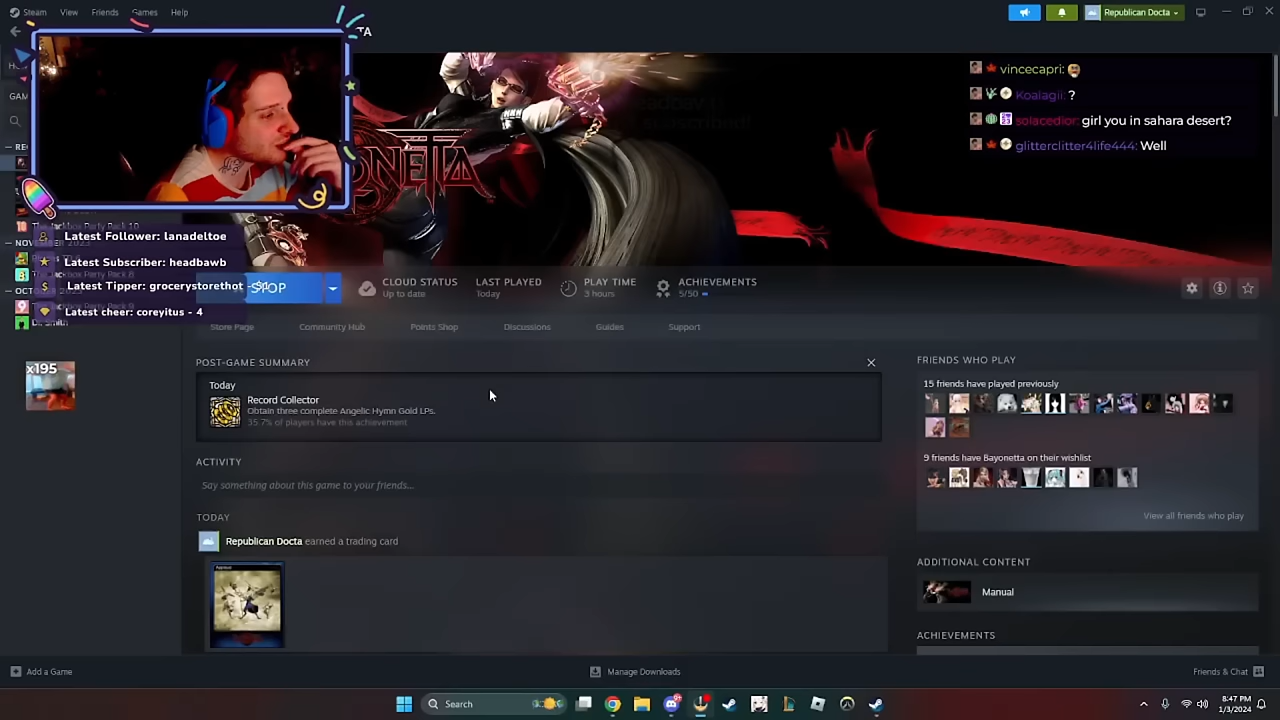 Steam View Friends Games Help
Republican Docta
vincecapri:
Koaiagii: ?
solacedior: girl you in sahara desert?
glitterclitter4life444: Well
Latest Follower: lanadeltoe
Latest Subscriber: headbawb
Latest Tipper: grocerystorethot
Latest cheer: coreyitus - 4
x195
STOP
CLOUD STATUS
Up to date
LAST PLAYED
Today
PLAY TIME
3 hours
ACHIEVEMENTS
5/50
Store Page Community Hub Points Shop Discussions Guides Support
POST-GAME SUMMARY
Today
Record Collector
Obtain three complete Angelic Hymn Gold LPs.
35.7% of players have this achievement
ACTIVITY
Say something about this game to your friends...
TODAY
Republican Docta earned a trading card
FRIENDS WHO PLAY
15 friends have played previously
9 friends have Bayonetta on their wishlist
View all friends who play
ADDITIONAL CONTENT
Manual
ACHIEVEMENTS
Add a Game
Manage Downloads
Friends & Chat
Search
8:47 PM
1/3/2024